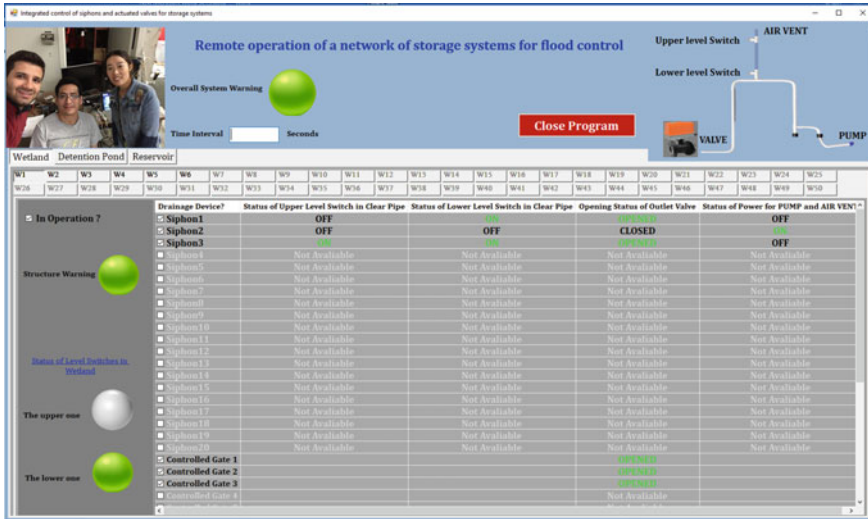 Integrated control of siphons and actuated valves for storage systems
Remote operation of a network of storage systems for flood control
Upper level Switch
AIR VENT
Lower level Switch
Overall System Warning
Time Interval Seconds
Close Program
VALVE
PUMP
Wetland Detention Pond Reservoir
W1 W2 W3 W4 W5 W6 W7 W8 W9 W10 W11 W12 W13 W14 W15 W16 W17 W18 W19 W20 W21 W22 W23 W24 W25
W26 W27 W28 W29 W30 W31 W32 W33 W34 W35 W36 W37 W38 W39 W40 W41 W42 W43 W44 W45 W46 W47 W48 W49 W50
In Operation ?
Structure Warning
Status of Level Switches in
Wetland
The upper one
The lower one
Drainage Device? Status of Upper Level Switch in Clear Pipe Status of Lower Level Switch in Clear Pipe Opening Status of Outlet Valve Status of Power for PUMP and AIR VENT
Siphon1 OFF ON OPENED OFF
Siphon2 OFF OFF CLOSED ON
Siphon3 ON ON OPENED OFF
Siphon4 Not Avaliable Not Avaliable Not Avaliable Not Avaliable
Siphon5 Not Avaliable Not Avaliable Not Avaliable Not Avaliable
Siphon6 Not Avaliable Not Avaliable Not Avaliable Not Avaliable
Siphon7 Not Avaliable Not Avaliable Not Avaliable Not Avaliable
Siphon8 Not Avaliable Not Avaliable Not Avaliable Not Avaliable
Siphon9 Not Avaliable Not Avaliable Not Avaliable Not Avaliable
Siphon10 Not Avaliable Not Avaliable Not Avaliable Not Avaliable
Siphon11 Not Avaliable Not Avaliable Not Avaliable Not Avaliable
Siphon12 Not Avaliable Not Avaliable Not Avaliable Not Avaliable
Siphon13 Not Avaliable Not Avaliable Not Avaliable Not Avaliable
Siphon14 Not Avaliable Not Avaliable Not Avaliable Not Avaliable
Siphon15 Not Avaliable Not Avaliable Not Avaliable Not Avaliable
Siphon16 Not Avaliable Not Avaliable Not Avaliable Not Avaliable
Siphon17 Not Avaliable Not Avaliable Not Avaliable Not Avaliable
Siphon18 Not Avaliable Not Avaliable Not Avaliable Not Avaliable
Siphon19 Not Avaliable Not Avaliable Not Avaliable Not Avaliable
Siphon20 Not Avaliable Not Avaliable Not Avaliable Not Avaliable
Controlled Gate 1 OPENED
Controlled Gate 2 OPENED
Controlled Gate 3 OPENED
Controlled Gate 4 Not Avaliable